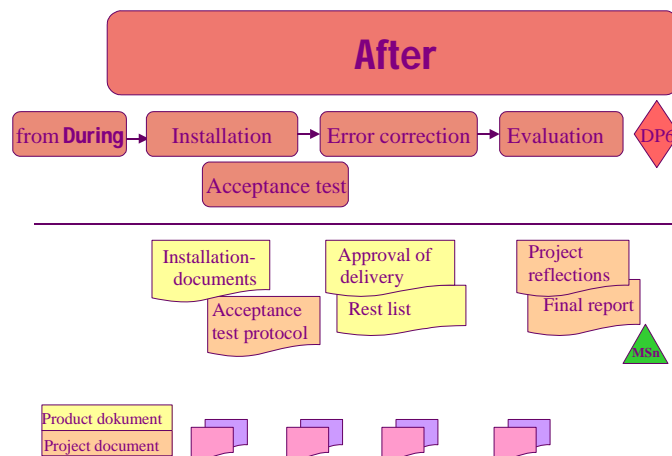 After
from During
Installation
Error correction
Evaluation
DP6
Acceptance test
Installation-
documents
Acceptance
test protocol
Approval of
delivery
Rest list
Project
reflections
Final report
MSn
Product dokument
Project document